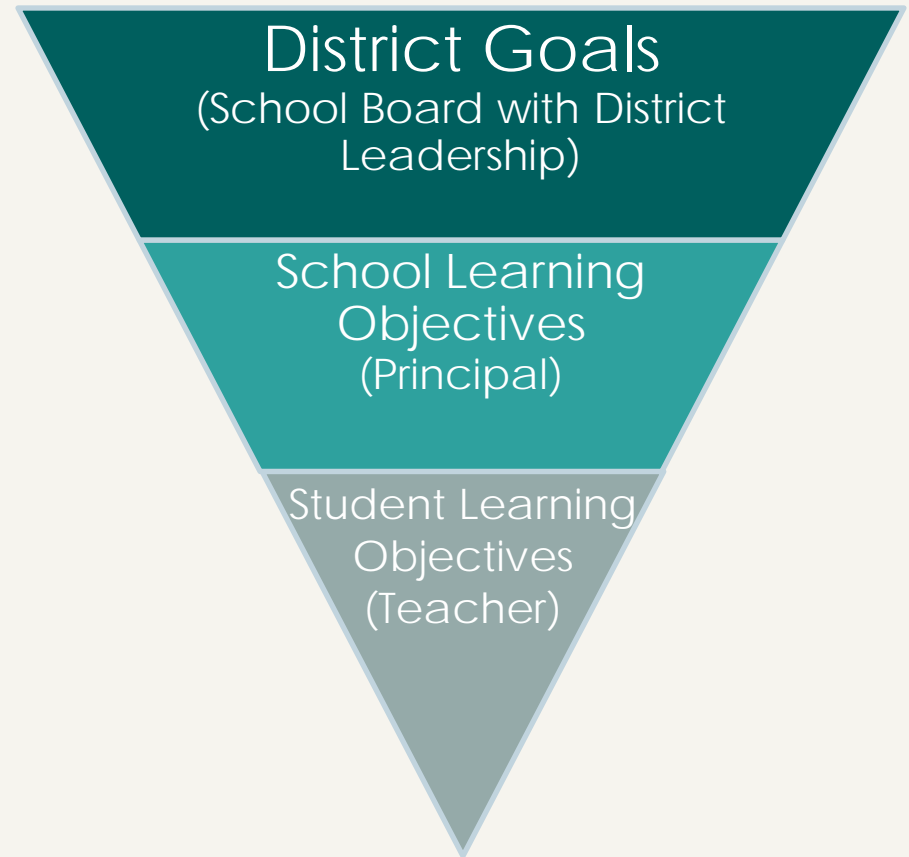 District Goals
(School Board with District
Leadership)
School Learning
Objectives
(Principal)
Student Learning
Objectives
(Teacher)